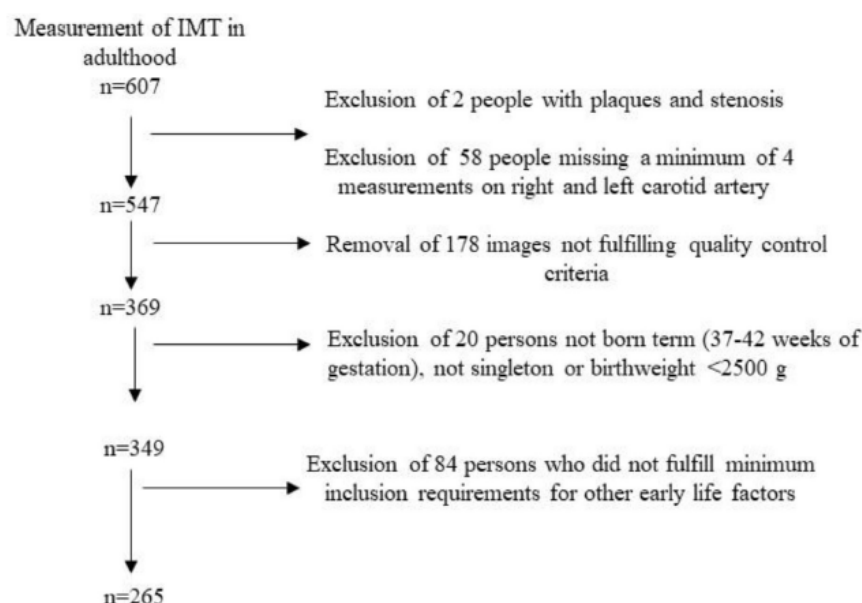 Measurement of IMT in
adulthood
n=607
Exclusion of 2 people with plaques and stenosis
Exclusion of 58 people missing a minimum of 4
measurements on right and left carotid artery
n=547
Removal of 178 images not fulfilling quality control
criteria
n=369
Exclusion of 20 persons not born term (37-42 weeks of
gestation), not singleton or birthweight <2500 g
n=349
Exclusion of 84 persons who did not fulfill minimum
inclusion requirements for other early life factors
n=265